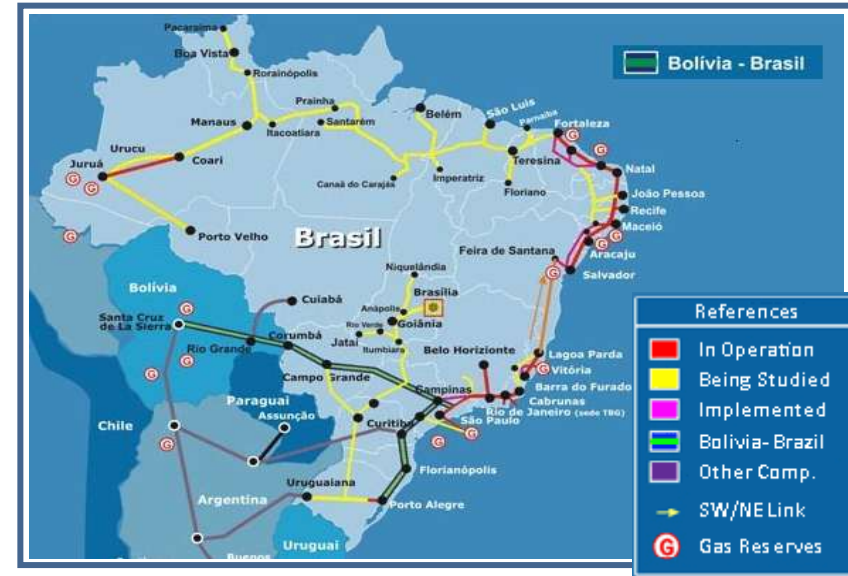 Pacaraima
Boa Vista
Bolívia - Brasil
Rorainópolis
Prainha
Belém
São Luis
Parnaíba
Fortaleza
Manaus
Itacoatiara
Santarém
Urucu
Teresina
Juruá
Coari
Natal
Canaã do Carajás
Imperatriz
Floriano
João Pessoa
Recife
Porto Velho
Brasil
Maceió
Feira de Santana
Aracaju
Niquelândia
Salvador
Bolívia
Brasília
Cuiabá
Anápolis
Santa Cruz
de La Sierra
Rio Verde
Goiânia
Corumbá
Jataí
Rio Grande
Itumbiara
Belo Horizionte
Lagoa Parda
Vitória
Campo Grande
Campinas
Barra do Furado
Paraguai
Cabrunas
Assunção
Rio de Janeiro (sede TBG)
São Paulo
Chile
Curitiba
Florianópolis
Uruguaiana
Argentina
Porto Alegre
Uruguai
Buenos
References
In Operation
Being Studied
Implemented
Bolivia-Brazil
Other Comp.
SW/NE Link
G Gas Reserves